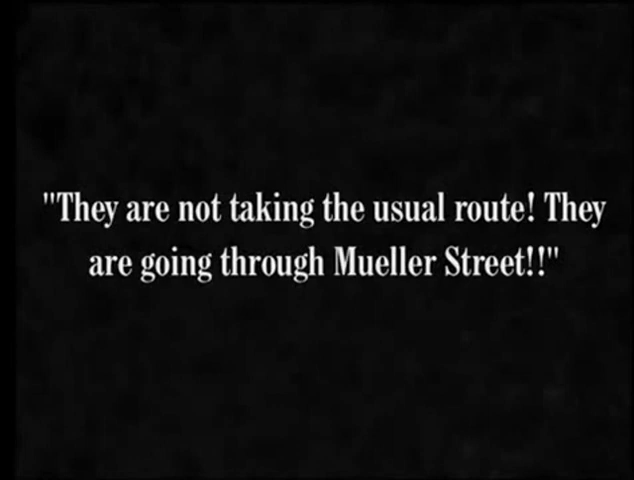 "They are not taking the usual route! They
are going through Mueller Street!!"